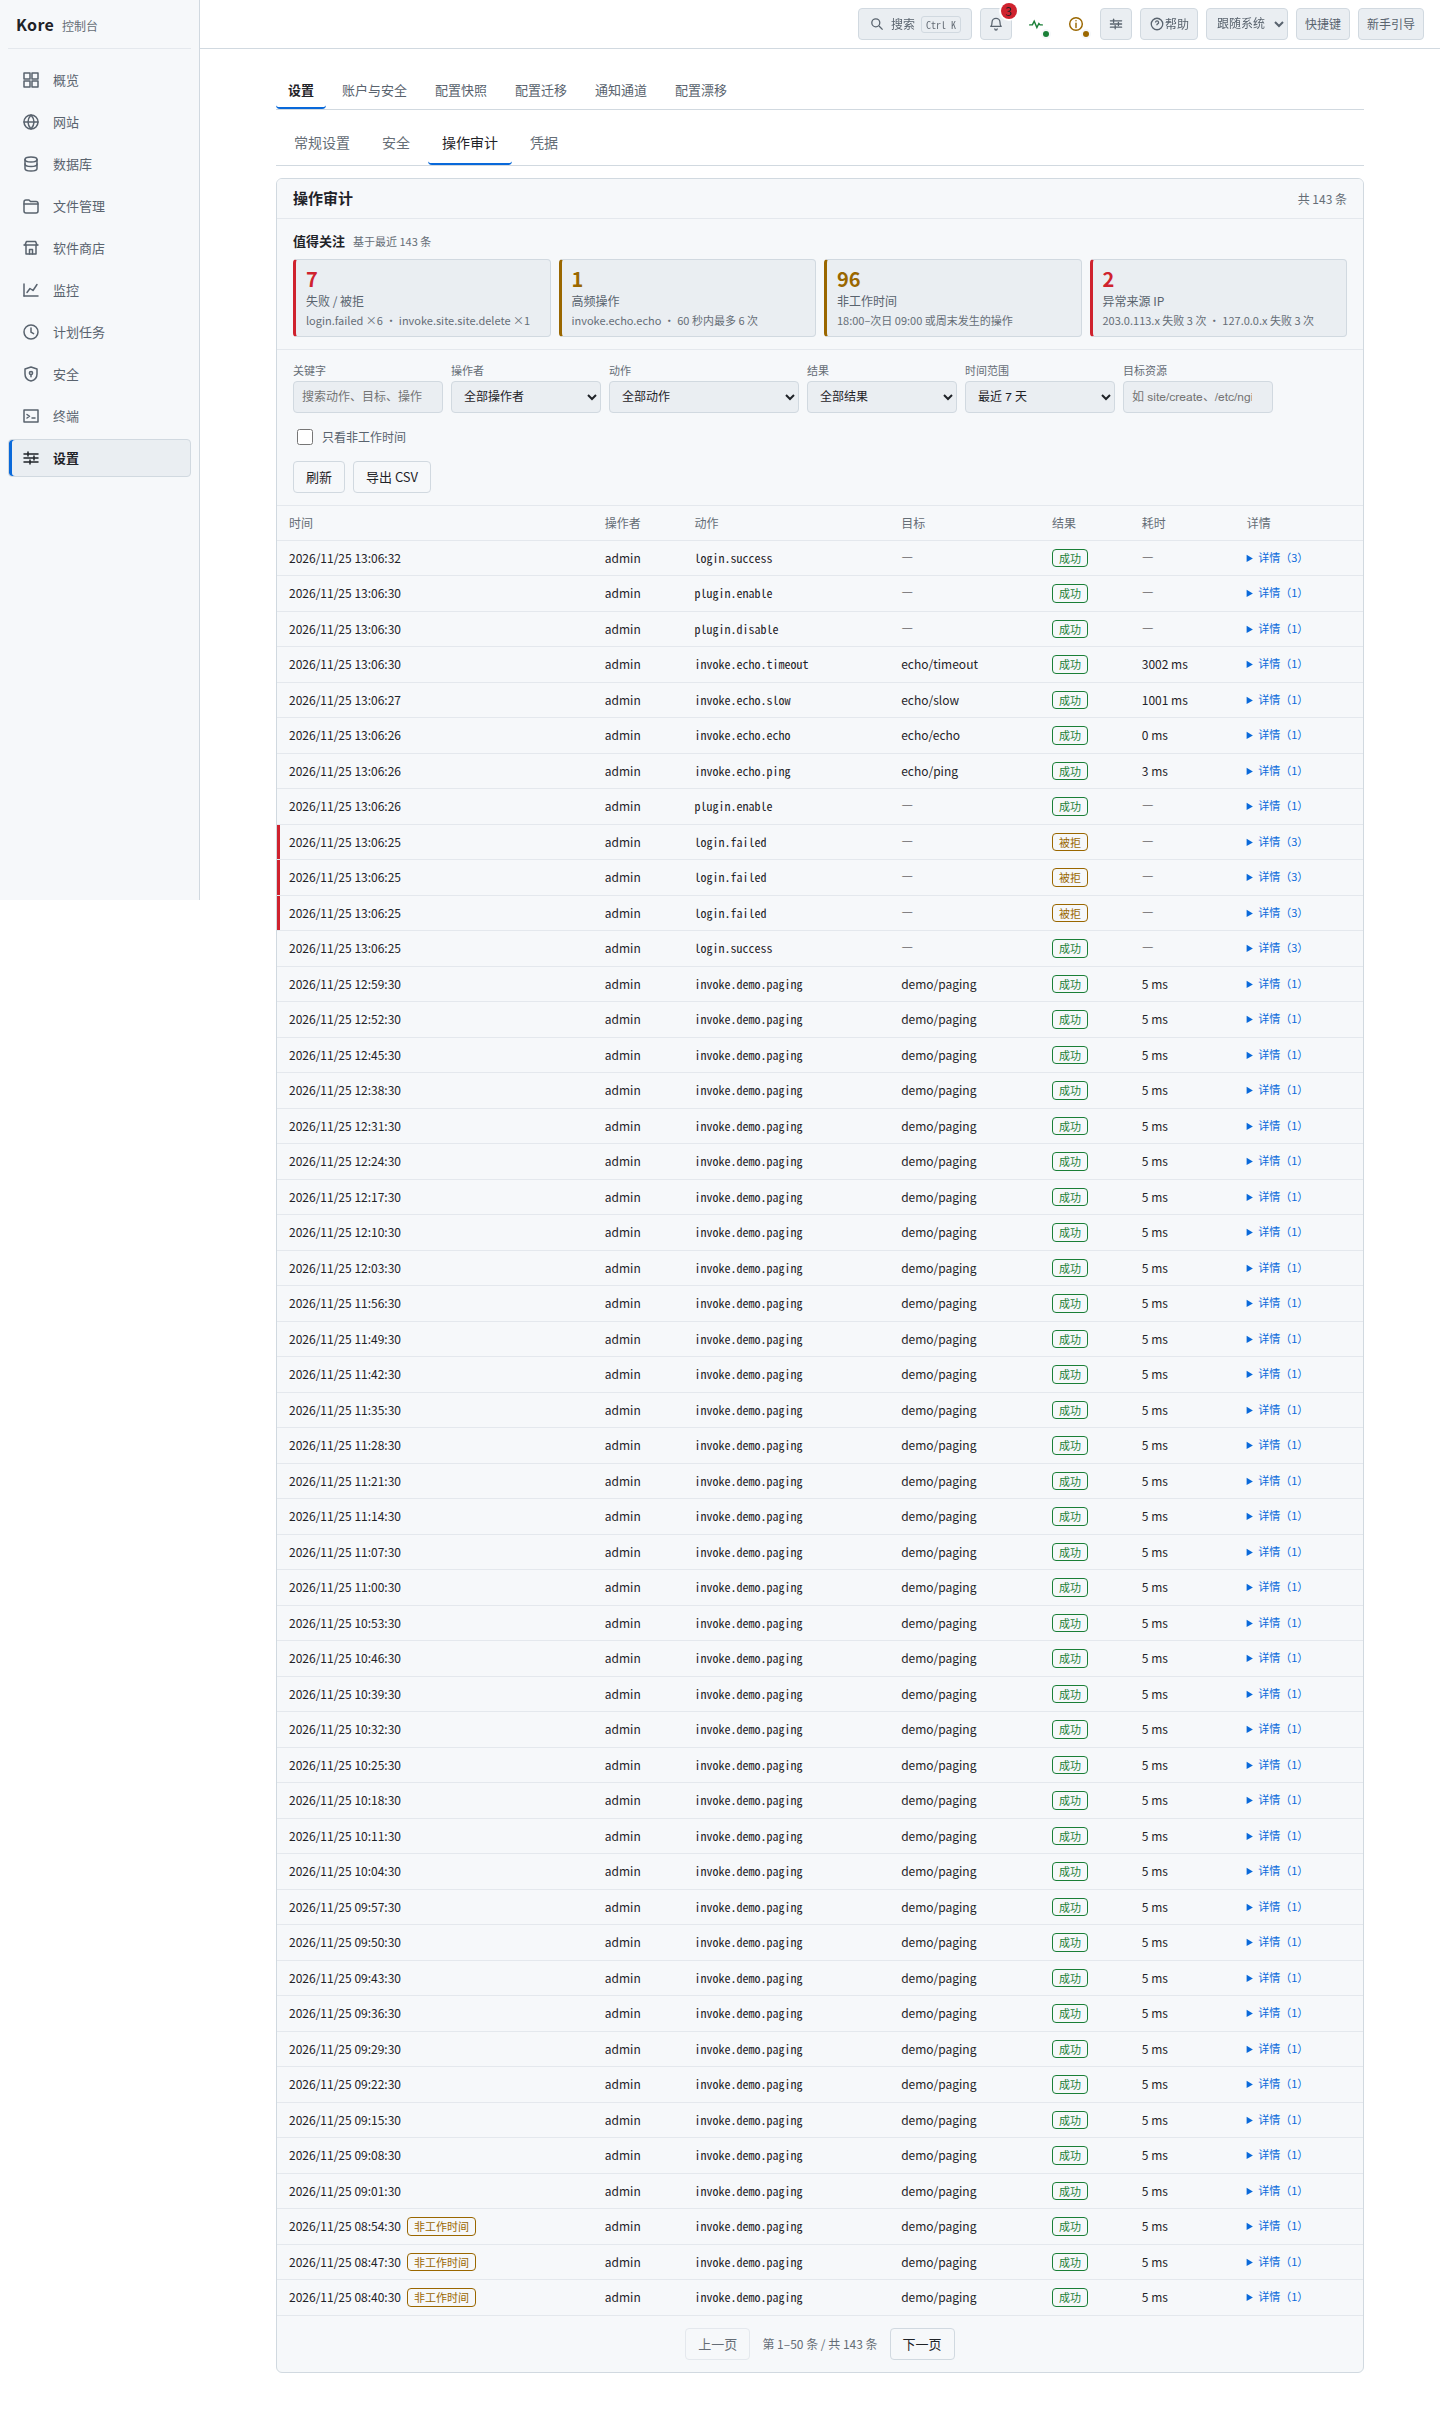 Kore 控制台
搜索 Ctrl K
3
帮助
跟随系统
快捷键
新手引导
概览
网站
数据库
文件管理
软件商店
监控
计划任务
安全
终端
设置
设置 账户与安全 配置快照 配置迁移 通知通道 配置漂移
常规设置 安全 操作审计 凭据
操作审计 共 143 条
值得关注 基于最近 143 条
7
失败 / 被拒
login.failed ×6 · invoke.site.site.delete ×1
1
高频操作
invoke.echo.echo · 60 秒内最多 6 次
96
非工作时间
18:00–次日 09:00 或周末发生的操作
2
异常来源 IP
203.0.113.x 失败 3 次 · 127.0.0.x 失败 3 次
关键字 操作者 动作 结果 时间范围 目标资源
搜索动作、目标、操作 全部操作者 全部动作 全部结果 最近 7 天 如 site/create、/etc/ngi
只看非工作时间
刷新 导出 CSV
时间 操作者 动作 目标 结果 耗时 详情
2026/11/25 13:06:32 admin login.success — 成功 — ▶ 详情（3）
2026/11/25 13:06:30 admin plugin.enable — 成功 — ▶ 详情（1）
2026/11/25 13:06:30 admin plugin.disable — 成功 — ▶ 详情（1）
2026/11/25 13:06:30 admin invoke.echo.timeout echo/timeout 成功 3002 ms ▶ 详情（1）
2026/11/25 13:06:27 admin invoke.echo.slow echo/slow 成功 1001 ms ▶ 详情（1）
2026/11/25 13:06:26 admin invoke.echo.echo echo/echo 成功 0 ms ▶ 详情（1）
2026/11/25 13:06:26 admin invoke.echo.ping echo/ping 成功 3 ms ▶ 详情（1）
2026/11/25 13:06:26 admin plugin.enable — 成功 — ▶ 详情（1）
2026/11/25 13:06:25 admin login.failed — 被拒 — ▶ 详情（3）
2026/11/25 13:06:25 admin login.failed — 被拒 — ▶ 详情（3）
2026/11/25 13:06:25 admin login.failed — 被拒 — ▶ 详情（3）
2026/11/25 13:06:25 admin login.success — 成功 — ▶ 详情（3）
2026/11/25 12:59:30 admin invoke.demo.paging demo/paging 成功 5 ms ▶ 详情（1）
2026/11/25 12:52:30 admin invoke.demo.paging demo/paging 成功 5 ms ▶ 详情（1）
2026/11/25 12:45:30 admin invoke.demo.paging demo/paging 成功 5 ms ▶ 详情（1）
2026/11/25 12:38:30 admin invoke.demo.paging demo/paging 成功 5 ms ▶ 详情（1）
2026/11/25 12:31:30 admin invoke.demo.paging demo/paging 成功 5 ms ▶ 详情（1）
2026/11/25 12:24:30 admin invoke.demo.paging demo/paging 成功 5 ms ▶ 详情（1）
2026/11/25 12:17:30 admin invoke.demo.paging demo/paging 成功 5 ms ▶ 详情（1）
2026/11/25 12:10:30 admin invoke.demo.paging demo/paging 成功 5 ms ▶ 详情（1）
2026/11/25 12:03:30 admin invoke.demo.paging demo/paging 成功 5 ms ▶ 详情（1）
2026/11/25 11:56:30 admin invoke.demo.paging demo/paging 成功 5 ms ▶ 详情（1）
2026/11/25 11:49:30 admin invoke.demo.paging demo/paging 成功 5 ms ▶ 详情（1）
2026/11/25 11:42:30 admin invoke.demo.paging demo/paging 成功 5 ms ▶ 详情（1）
2026/11/25 11:35:30 admin invoke.demo.paging demo/paging 成功 5 ms ▶ 详情（1）
2026/11/25 11:28:30 admin invoke.demo.paging demo/paging 成功 5 ms ▶ 详情（1）
2026/11/25 11:21:30 admin invoke.demo.paging demo/paging 成功 5 ms ▶ 详情（1）
2026/11/25 11:14:30 admin invoke.demo.paging demo/paging 成功 5 ms ▶ 详情（1）
2026/11/25 11:07:30 admin invoke.demo.paging demo/paging 成功 5 ms ▶ 详情（1）
2026/11/25 11:00:30 admin invoke.demo.paging demo/paging 成功 5 ms ▶ 详情（1）
2026/11/25 10:53:30 admin invoke.demo.paging demo/paging 成功 5 ms ▶ 详情（1）
2026/11/25 10:46:30 admin invoke.demo.paging demo/paging 成功 5 ms ▶ 详情（1）
2026/11/25 10:39:30 admin invoke.demo.paging demo/paging 成功 5 ms ▶ 详情（1）
2026/11/25 10:32:30 admin invoke.demo.paging demo/paging 成功 5 ms ▶ 详情（1）
2026/11/25 10:25:30 admin invoke.demo.paging demo/paging 成功 5 ms ▶ 详情（1）
2026/11/25 10:18:30 admin invoke.demo.paging demo/paging 成功 5 ms ▶ 详情（1）
2026/11/25 10:11:30 admin invoke.demo.paging demo/paging 成功 5 ms ▶ 详情（1）
2026/11/25 10:04:30 admin invoke.demo.paging demo/paging 成功 5 ms ▶ 详情（1）
2026/11/25 09:57:30 admin invoke.demo.paging demo/paging 成功 5 ms ▶ 详情（1）
2026/11/25 09:50:30 admin invoke.demo.paging demo/paging 成功 5 ms ▶ 详情（1）
2026/11/25 09:43:30 admin invoke.demo.paging demo/paging 成功 5 ms ▶ 详情（1）
2026/11/25 09:36:30 admin invoke.demo.paging demo/paging 成功 5 ms ▶ 详情（1）
2026/11/25 09:29:30 admin invoke.demo.paging demo/paging 成功 5 ms ▶ 详情（1）
2026/11/25 09:22:30 admin invoke.demo.paging demo/paging 成功 5 ms ▶ 详情（1）
2026/11/25 09:15:30 admin invoke.demo.paging demo/paging 成功 5 ms ▶ 详情（1）
2026/11/25 09:08:30 admin invoke.demo.paging demo/paging 成功 5 ms ▶ 详情（1）
2026/11/25 09:01:30 admin invoke.demo.paging demo/paging 成功 5 ms ▶ 详情（1）
2026/11/25 08:54:30 非工作时间 admin invoke.demo.paging demo/paging 成功 5 ms ▶ 详情（1）
2026/11/25 08:47:30 非工作时间 admin invoke.demo.paging demo/paging 成功 5 ms ▶ 详情（1）
2026/11/25 08:40:30 非工作时间 admin invoke.demo.paging demo/paging 成功 5 ms ▶ 详情（1）
上一页 第 1–50 条 / 共 143 条 下一页